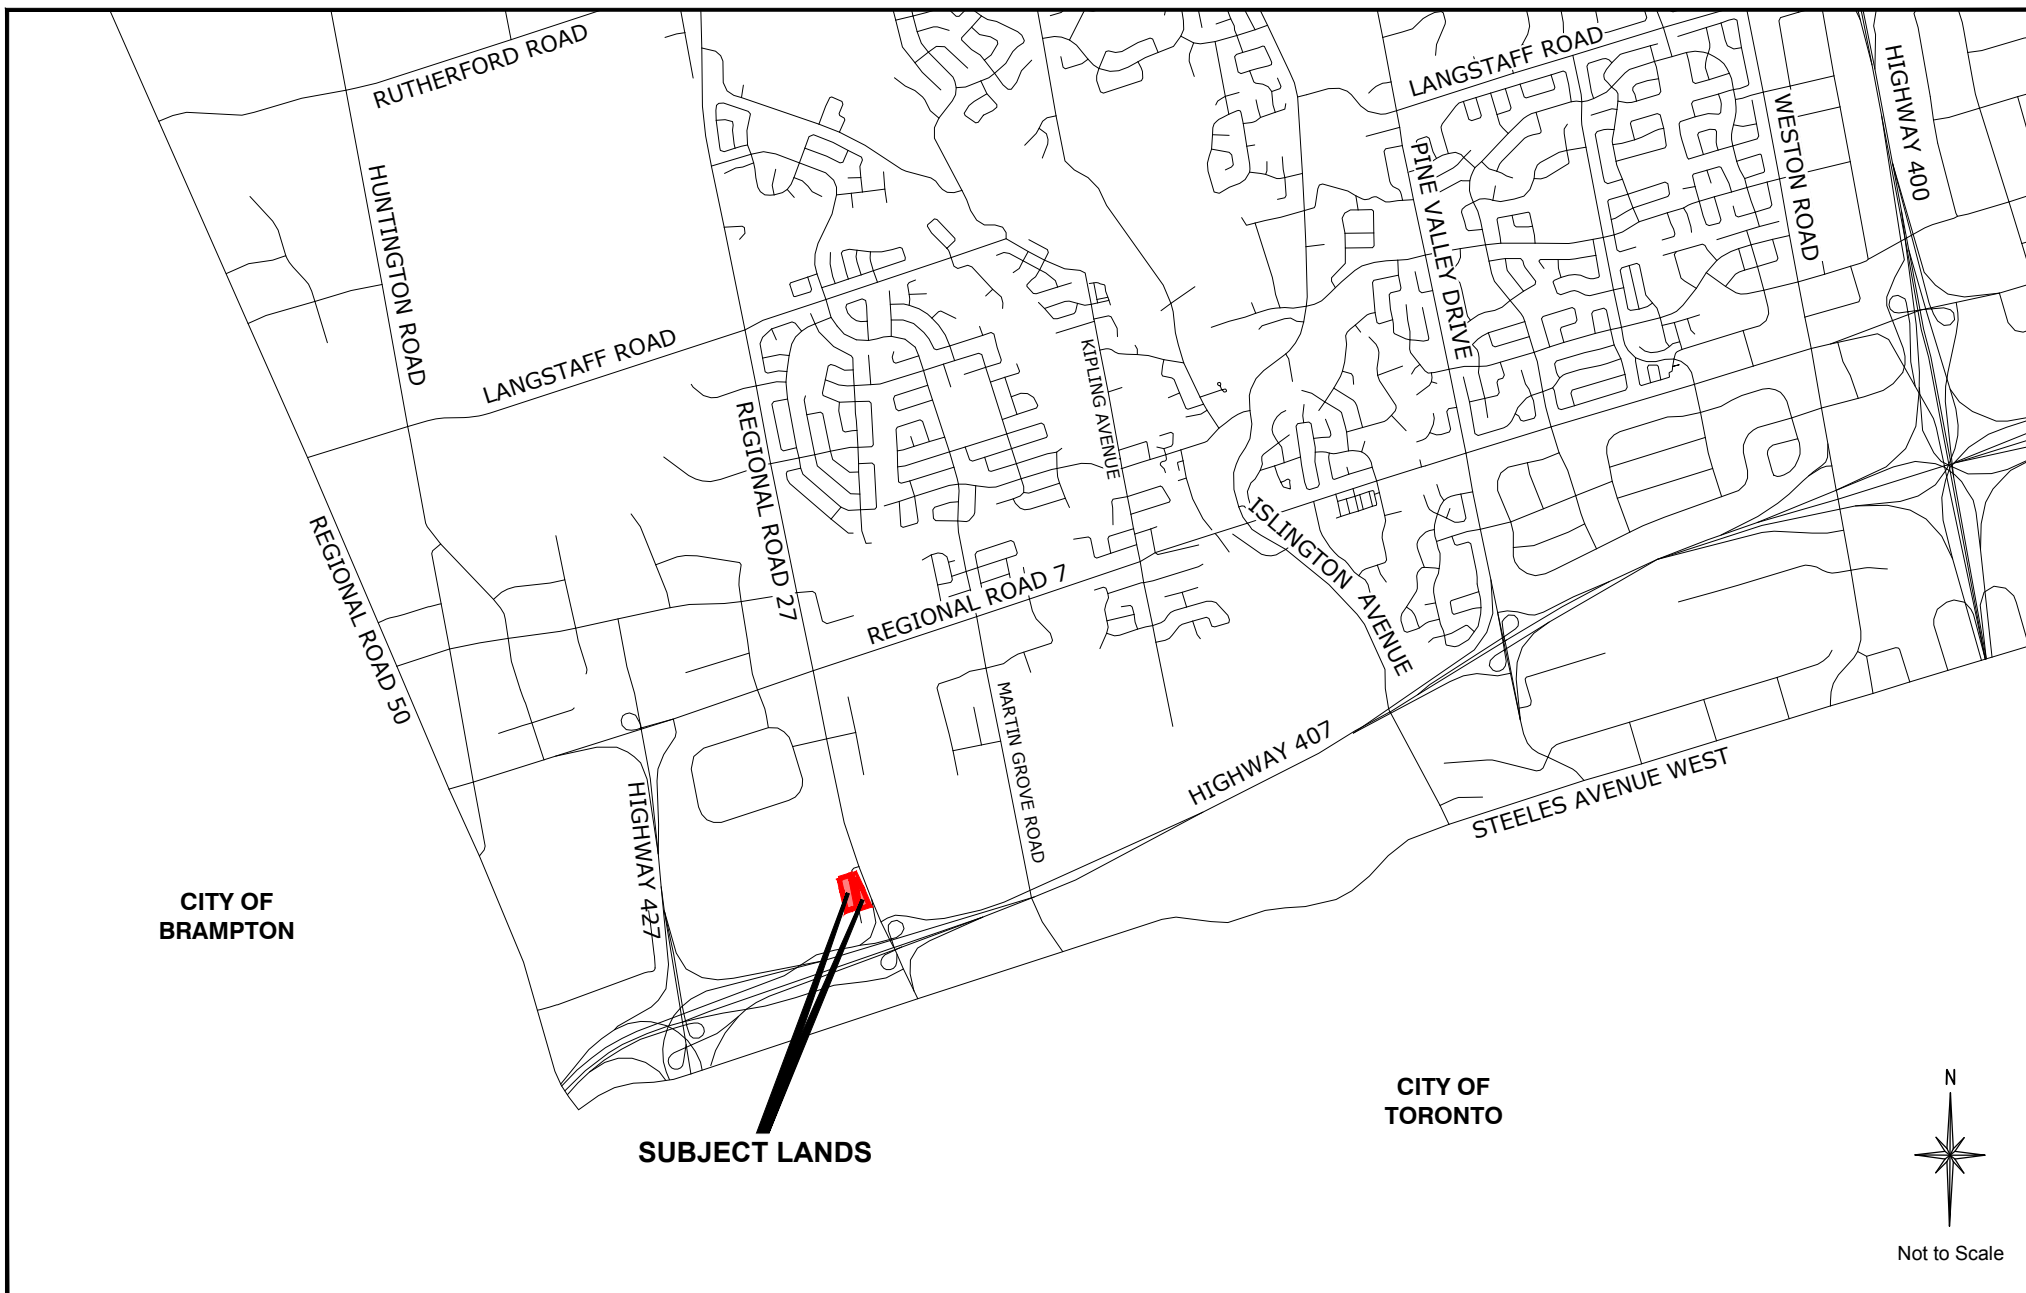 RUTHERFORD ROAD
LANGSTAFF ROAD
HIGHWAY 400
WESTON ROAD
PINE VALLEY DRIVE
HUNTINGTON ROAD
LANGSTAFF ROAD
KIPLING AVENUE
REGIONAL ROAD 27
ISLINGTON AVENUE
REGIONAL ROAD 50
REGIONAL ROAD 7
MARTIN GROVE ROAD
HIGHWAY 407
STEELES AVENUE WEST
HIGHWAY 427
CITY OF
BRAMPTON
CITY OF
TORONTO
SUBJECT LANDS
N
Not to Scale